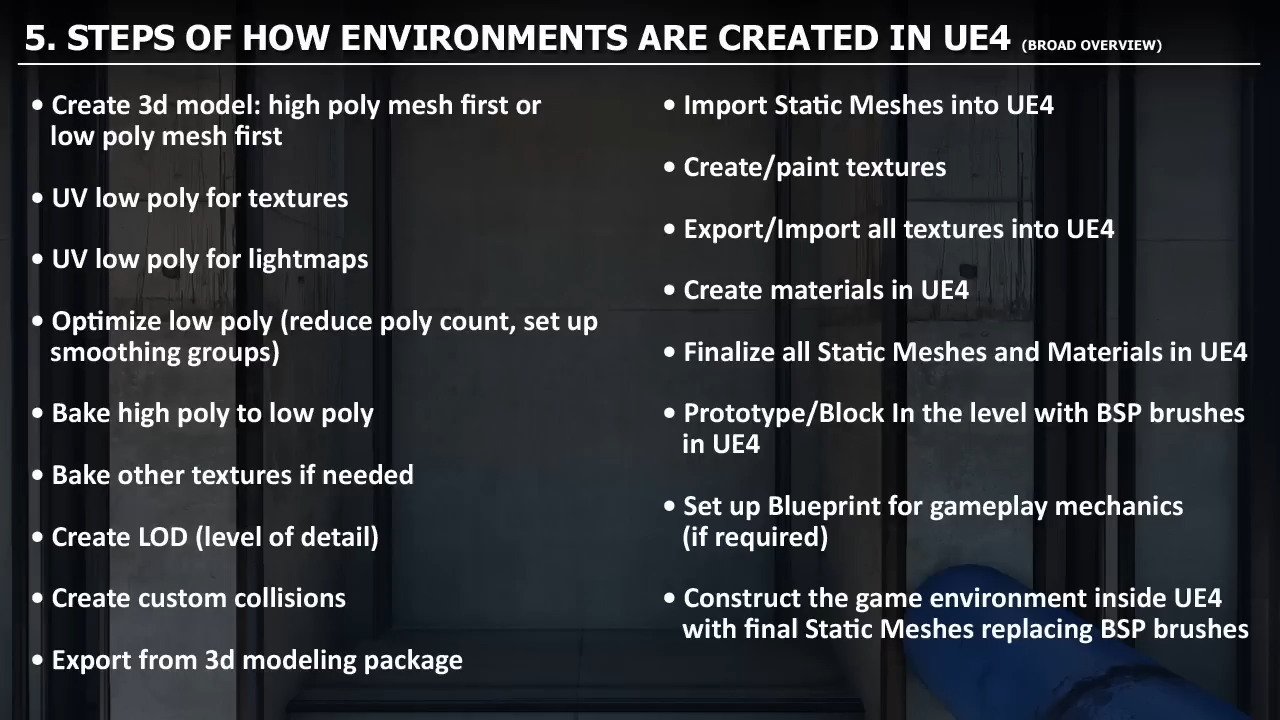 5. STEPS OF HOW ENVIRONMENTS ARE CREATED IN UE4 (BROAD OVERVIEW)
• Create 3d model: high poly mesh first or
low poly mesh first
• UV low poly for textures
• UV low poly for lightmaps
• Optimize low poly (reduce poly count, set up
smoothing groups)
• Bake high poly to low poly
• Bake other textures if needed
• Create LOD (level of detail)
• Create custom collisions
• Export from 3d modeling package
• Import Static Meshes into UE4
• Create/paint textures
• Export/Import all textures into UE4
• Create materials in UE4
• Finalize all Static Meshes and Materials in UE4
• Prototype/Block In the level with BSP brushes
in UE4
• Set up Blueprint for gameplay mechanics
(if required)
• Construct the game environment inside UE4
with final Static Meshes replacing BSP brushes